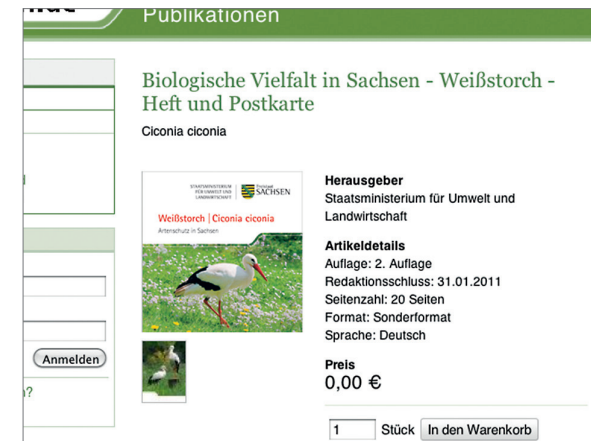 Publikationen
Biologische Vielfalt in Sachsen - Weißstorch -
Heft und Postkarte
Ciconia ciconia
STAATSMINISTERIUM
FÜR UMWELT UND
LANDWIRTSCHAFT
Freistaat
SACHSEN
Weißstorch | Ciconia ciconia
Artenschutz in Sachsen
Herausgeber
Staatsministerium für Umwelt und
Landwirtschaft
Artikeldetails
Auflage: 2. Auflage
Redaktionsschluss: 31.01.2011
Seitenzahl: 20 Seiten
Format: Sonderformat
Sprache: Deutsch
Preis
0,00 €
Anmelden
?
1 Stück In den Warenkorb